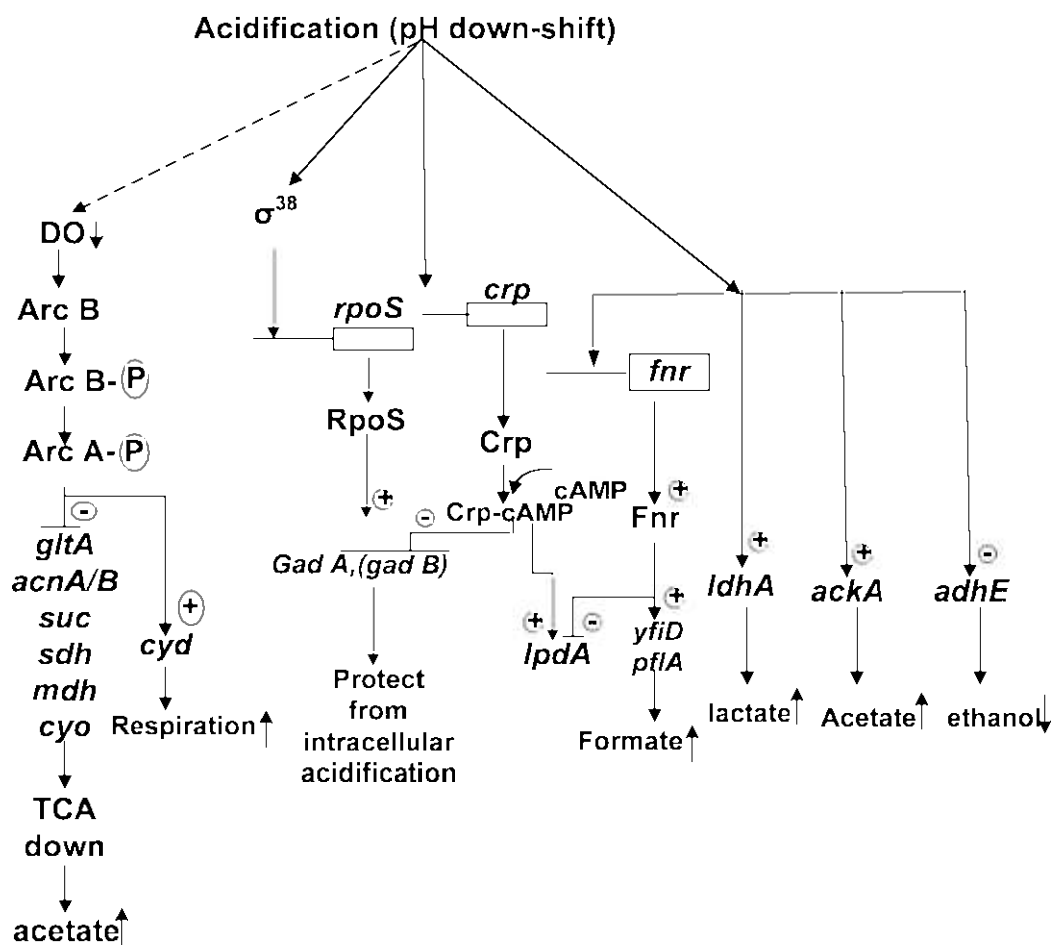 Acidification (pH down-shift)
DO
Arc B
Arc B-P
Arc A-P
-
gltA
acnA/B
suc
sdh
mdh
cyo
TCA
down
acetate
+
cyd
Respiration
σ38
rpoS
RpoS
+
Gad A,(gad B)
Protect
from
intracellular
acidification
crp
Crp
cAMP
Crp-cAMP
-
+
lpdA
-
fnr
+
Fnr
+
yfiD
pflA
Formate
+
ldhA
lactate
+
ackA
Acetate
-
adhE
ethanol